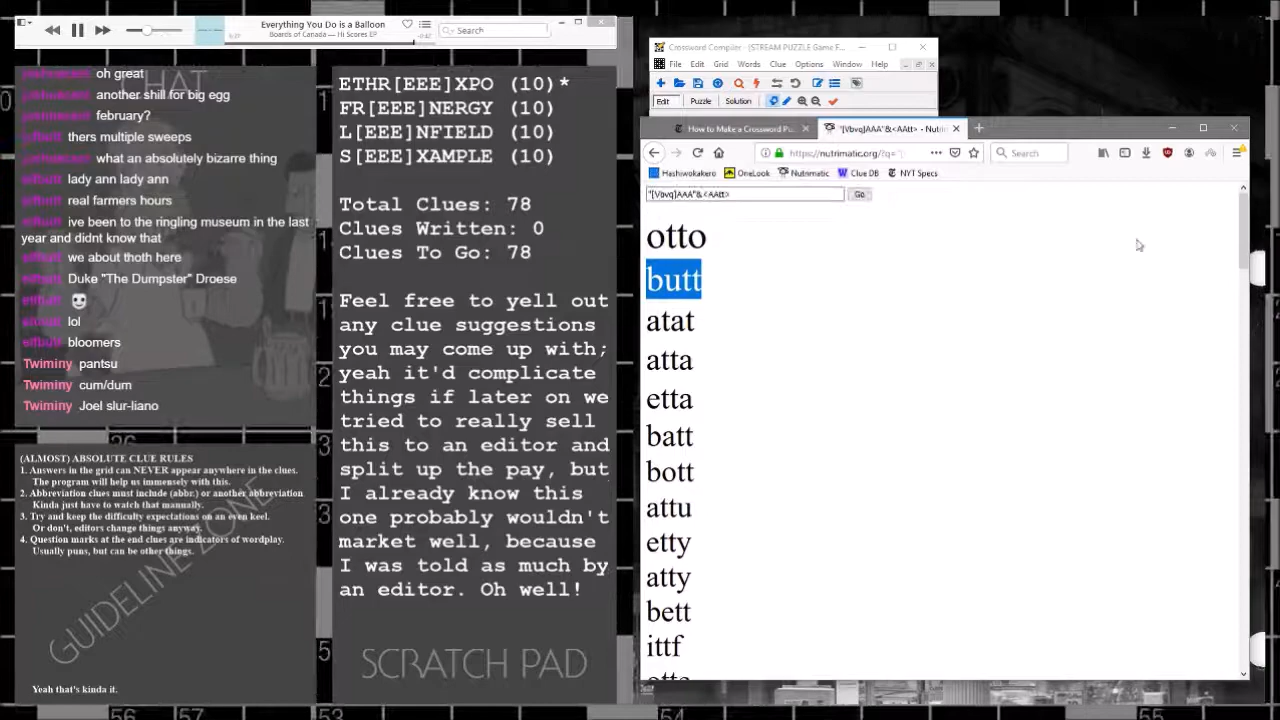 Everything You Do is a Balloon
Boards of Canada — Hi Scores EP
Search
oh great
another shill for big egg
february?
thers multiple sweeps
what an absolutely bizarre thing
lady ann lady ann
real farmers hours
ive been to the ringling museum in the last
year and didnt know that
we about thoth here
Duke "The Dumpster" Droese
lol
bloomers
Twiminy pantsu
Twiminy cum/dum
Twiminy Joel slur-liano
(ALMOST) ABSOLUTE CLUE RULES
1. Answers in the grid can NEVER appear anywhere in the clues.
The program will help us immensely with this.
2. Abbreviation clues must include (abbr.) or another abbreviation
Kinda just have to watch that manually.
3. Try and keep the difficulty expectations on an even keel.
Or don't, editors change things anyway.
4. Question marks at the end clues are indicators of wordplay.
Usually puns, but can be other things.
GUIDELINE ZONE
Yeah that's kinda it.
ETHR[EEE]XPO (10)*
FR[EEE]NERGY (10)
L[EEE]NFIELD (10)
S[EEE]XAMPLE (10)
Total Clues: 78
Clues Written: 0
Clues To Go: 78
Feel free to yell out
any clue suggestions
you may come up with;
yeah it'd complicate
things if later on we
tried to really sell
this to an editor and
split up the pay, but
I already know this
one probably wouldn't
market well, because
I was told as much by
an editor. Oh well!
SCRATCH PAD
Crossword Compiler - (STREAM PUZZLE Game E...
File Edit Grid Words Clue Options Window Help
Edit Puzzle Solution
How to Make a Crossword Pu
"[Vbvq]AAA"&<AAtt> - Nutri
https://nutrimatic.org/?q="[
Search
Hashiwokakero OneLook Nutrimatic Clue DB NYT Specs
"[Vbvq]AAA"&<AAtt>
Go
otto
butt
atat
atta
etta
batt
bott
attu
etty
atty
bett
ittf